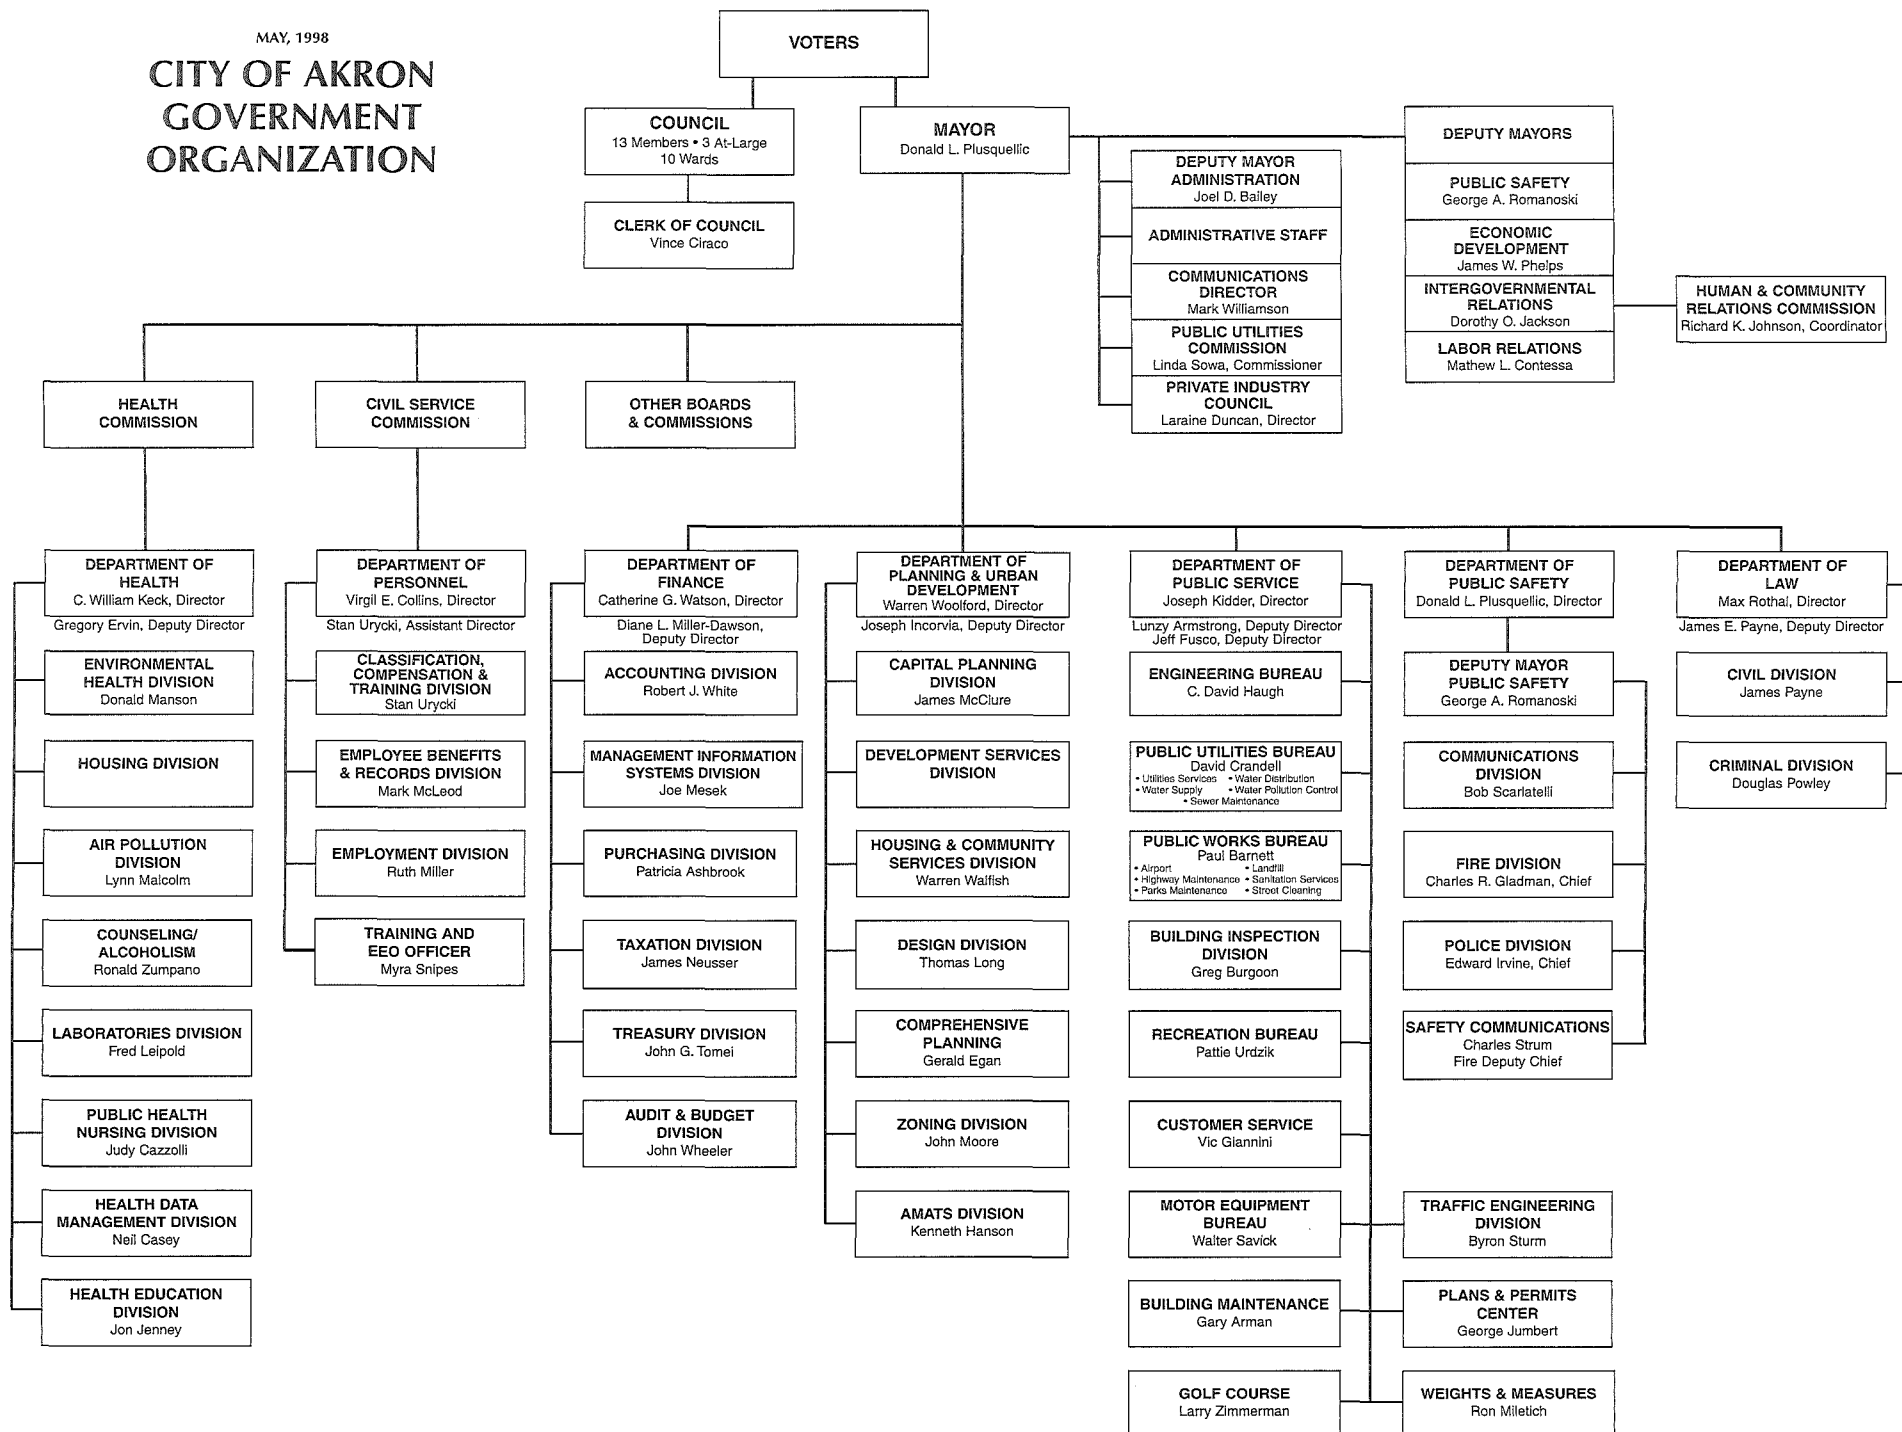 MAY, 1998
CITY OF AKRON
GOVERNMENT
ORGANIZATION
VOTERS
COUNCIL
13 Members • 3 At-Large
10 Wards
CLERK OF COUNCIL
Vince Ciraco
MAYOR
Donald L. Plusquellic
DEPUTY MAYOR
ADMINISTRATION
Joel D. Bailey
ADMINISTRATIVE STAFF
COMMUNICATIONS
DIRECTOR
Mark Williamson
PUBLIC UTILITIES
COMMISSION
Linda Sowa, Commissioner
PRIVATE INDUSTRY
COUNCIL
Laraine Duncan, Director
DEPUTY MAYORS
PUBLIC SAFETY
George A. Romanoski
ECONOMIC
DEVELOPMENT
James W. Phelps
INTERGOVERNMENTAL
RELATIONS
Dorothy O. Jackson
LABOR RELATIONS
Mathew L. Contessa
HUMAN & COMMUNITY
RELATIONS COMMISSION
Richard K. Johnson, Coordinator
HEALTH
COMMISSION
CIVIL SERVICE
COMMISSION
OTHER BOARDS
& COMMISSIONS
DEPARTMENT OF
HEALTH
C. William Keck, Director
Gregory Ervin, Deputy Director
ENVIRONMENTAL
HEALTH DIVISION
Donald Manson
HOUSING DIVISION
AIR POLLUTION
DIVISION
Lynn Malcolm
COUNSELING/
ALCOHOLISM
Ronald Zumpano
LABORATORIES DIVISION
Fred Leipold
PUBLIC HEALTH
NURSING DIVISION
Judy Cazzolli
HEALTH DATA
MANAGEMENT DIVISION
Neil Casey
HEALTH EDUCATION
DIVISION
Jon Jenney
DEPARTMENT OF
PERSONNEL
Virgil E. Collins, Director
Stan Urycki, Assistant Director
CLASSIFICATION,
COMPENSATION &
TRAINING DIVISION
Stan Urycki
EMPLOYEE BENEFITS
& RECORDS DIVISION
Mark McLeod
EMPLOYMENT DIVISION
Ruth Miller
TRAINING AND
EEO OFFICER
Myra Snipes
DEPARTMENT OF
FINANCE
Catherine G. Watson, Director
Diane L. Miller-Dawson,
Deputy Director
ACCOUNTING DIVISION
Robert J. White
MANAGEMENT INFORMATION
SYSTEMS DIVISION
Joe Mesek
PURCHASING DIVISION
Patricia Ashbrook
TAXATION DIVISION
James Neusser
TREASURY DIVISION
John G. Tomei
AUDIT & BUDGET
DIVISION
John Wheeler
DEPARTMENT OF
PLANNING & URBAN
DEVELOPMENT
Warren Woolford, Director
Joseph Incorvia, Deputy Director
CAPITAL PLANNING
DIVISION
James McClure
DEVELOPMENT SERVICES
DIVISION
HOUSING & COMMUNITY
SERVICES DIVISION
Warren Walfish
DESIGN DIVISION
Thomas Long
COMPREHENSIVE
PLANNING
Gerald Egan
ZONING DIVISION
John Moore
AMATS DIVISION
Kenneth Hanson
DEPARTMENT OF
PUBLIC SERVICE
Joseph Kidder, Director
Lunzy Armstrong, Deputy Director
Jeff Fusco, Deputy Director
ENGINEERING BUREAU
C. David Haugh
PUBLIC UTILITIES BUREAU
David Crandell
• Utilities Services • Water Distribution
• Water Supply • Water Pollution Control
• Sewer Maintenance
PUBLIC WORKS BUREAU
Paul Barnett
• Airport • Landfill
• Highway Maintenance • Sanitation Services
• Parks Maintenance • Street Cleaning
BUILDING INSPECTION
DIVISION
Greg Burgoon
RECREATION BUREAU
Pattie Urdzik
CUSTOMER SERVICE
Vic Giannini
MOTOR EQUIPMENT
BUREAU
Walter Savick
BUILDING MAINTENANCE
Gary Arman
GOLF COURSE
Larry Zimmerman
DEPARTMENT OF
PUBLIC SAFETY
Donald L. Plusquellic, Director
DEPUTY MAYOR
PUBLIC SAFETY
George A. Romanoski
COMMUNICATIONS
DIVISION
Bob Scarlatelli
FIRE DIVISION
Charles R. Gladman, Chief
POLICE DIVISION
Edward Irvine, Chief
SAFETY COMMUNICATIONS
Charles Strum
Fire Deputy Chief
TRAFFIC ENGINEERING
DIVISION
Byron Sturm
PLANS & PERMITS
CENTER
George Jumbert
WEIGHTS & MEASURES
Ron Miletich
DEPARTMENT OF
LAW
Max Rothal, Director
James E. Payne, Deputy Director
CIVIL DIVISION
James Payne
CRIMINAL DIVISION
Douglas Powley